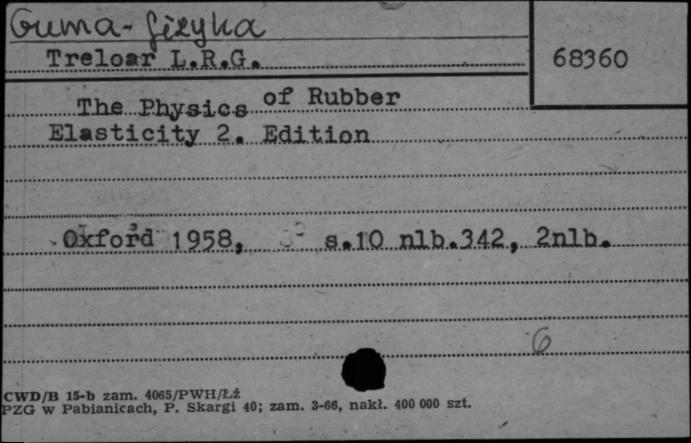 Guma - fizyka
Treloar L.R.G.
68360
The Physics of Rubber
Elasticity 2. Edition
Oxford 1958, s.10 nlb.342, 2nlb.
6
CWD/B 15-b zam. 4065/PWH/Łź
PZG w Pabianicach, P. Skargi 40; zam. 3-66, nakł. 400 000 szt.